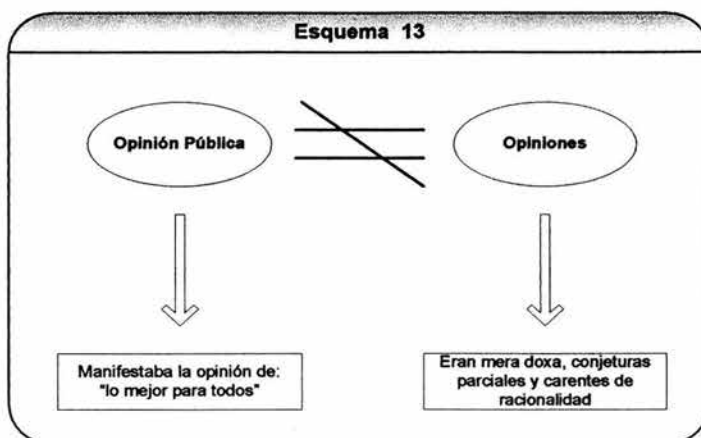 Esquema 13
Opinión Pública
Opiniones
Manifestaba la opinión de:
"lo mejor para todos"
Eran mera doxa, conjeturas
parciales y carentes de
racionalidad